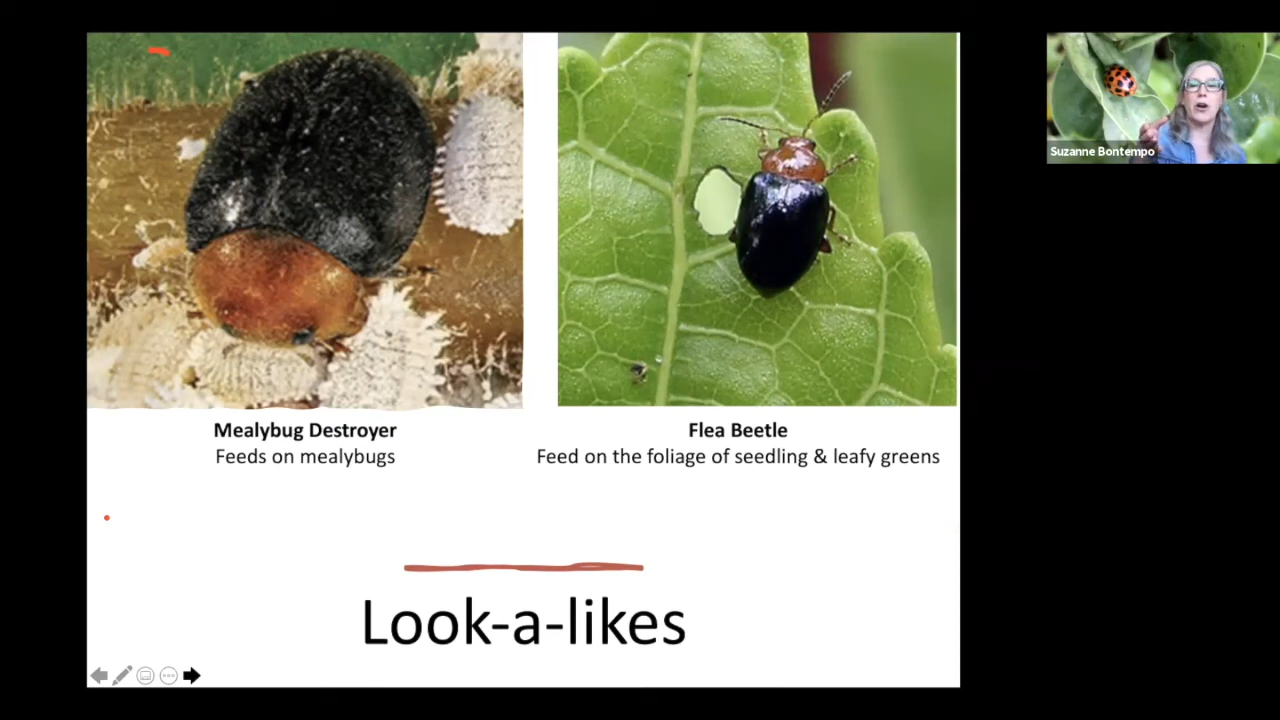 Suzanne Bontempo
Mealybug Destroyer
Feeds on mealybugs
Flea Beetle
Feed on the foliage of seedling & leafy greens
Look-a-likes